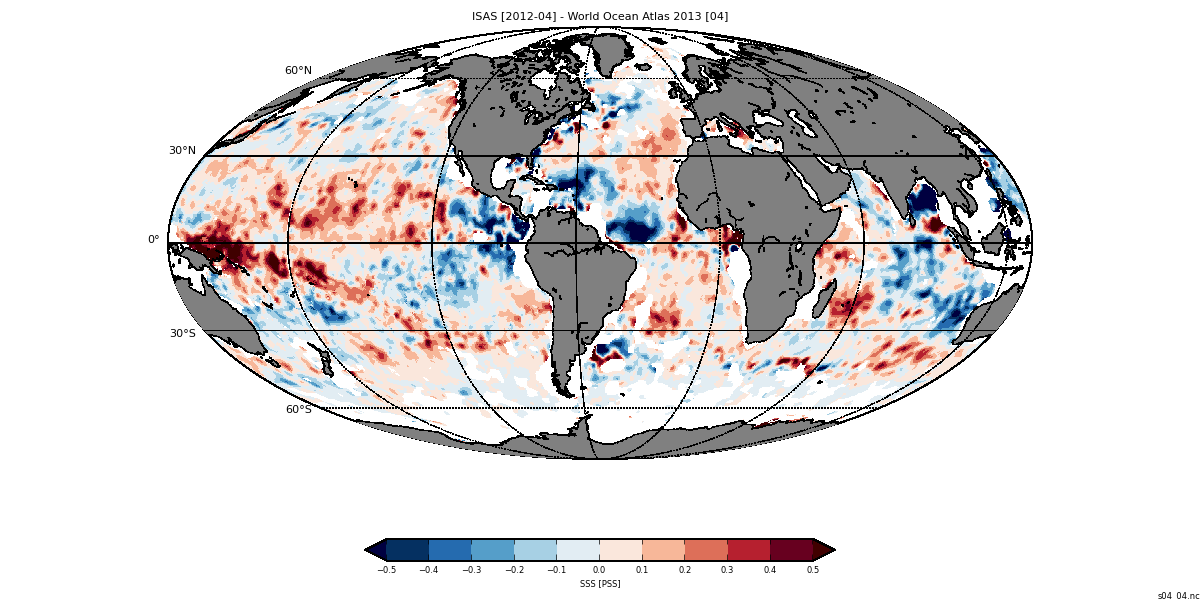 ISAS [2012-04] - World Ocean Atlas 2013 [04]
60°N
30°N
0°
30°S
60°S
−0.5 −0.4 −0.3 −0.2 −0.1 0.0 0.1 0.2 0.3 0.4 0.5
SSS [PSS]
s04_04.nc